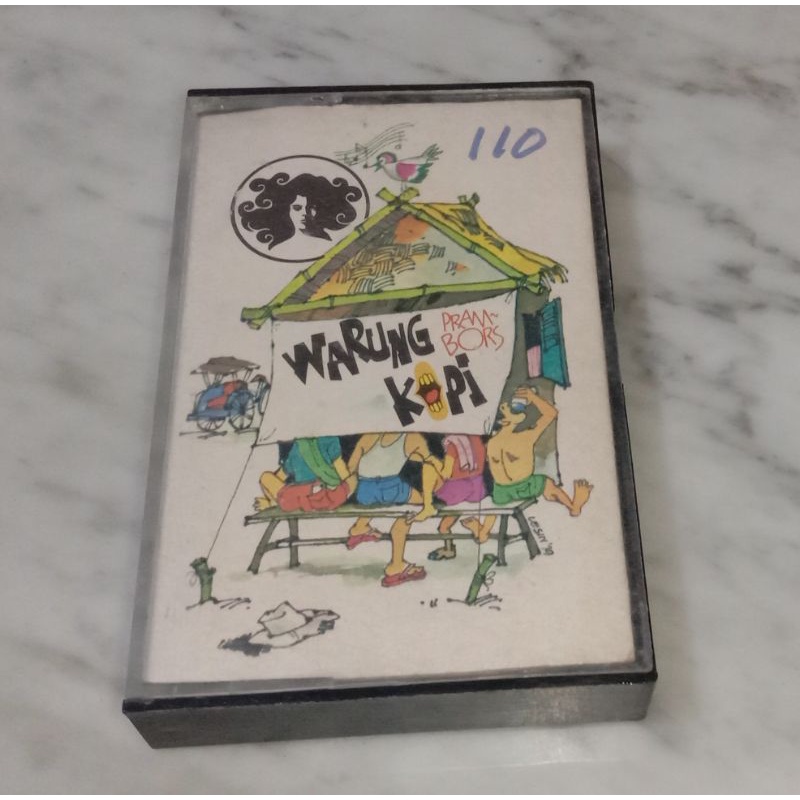 110
WARUNG PRAM~
BORS
KOPI